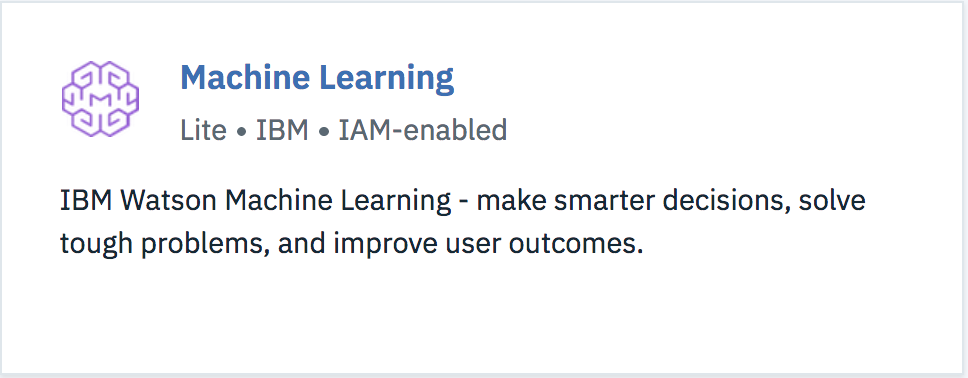 Machine Learning
Lite • IBM • IAM-enabled
IBM Watson Machine Learning - make smarter decisions, solve
tough problems, and improve user outcomes.